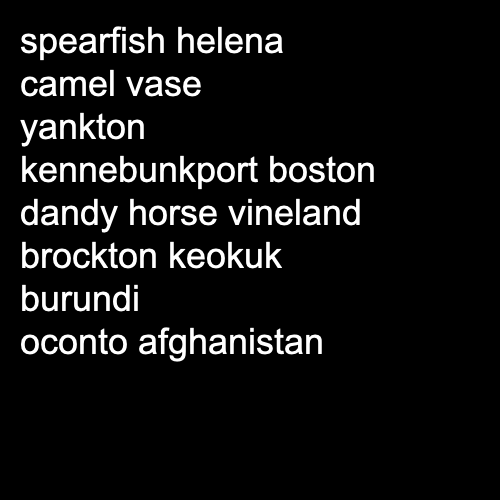 spearfish helena
camel vase
yankton
kennebunkport boston
dandy horse vineland
brockton keokuk
burundi
oconto afghanistan